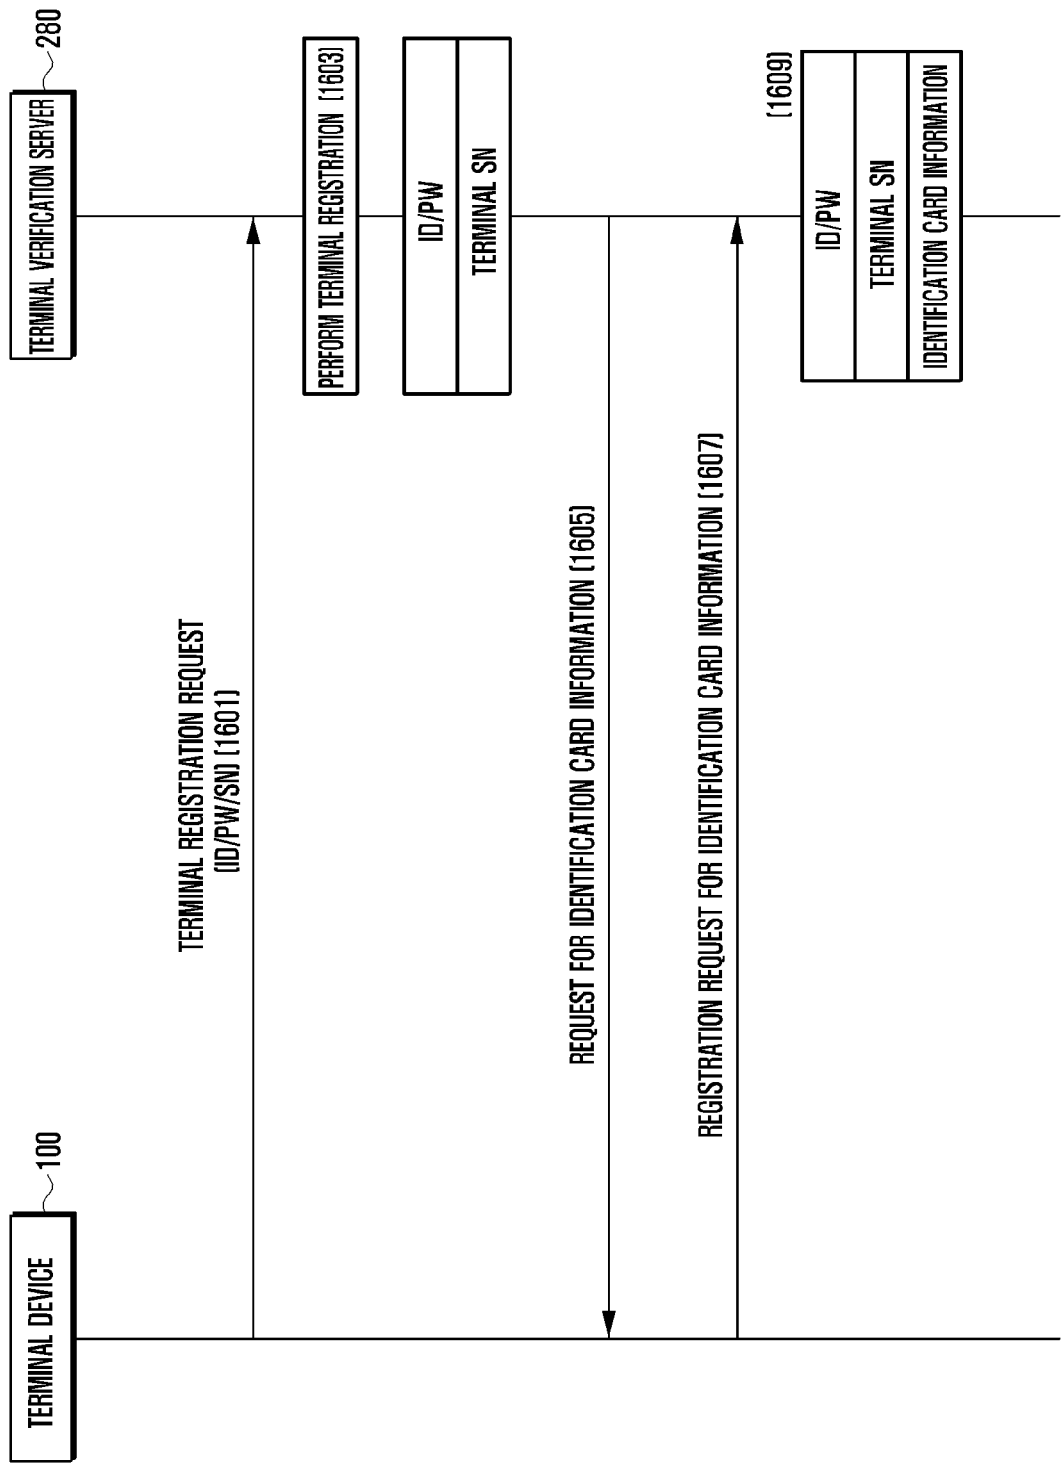 TERMINAL DEVICE
100
TERMINAL VERIFICATION SERVER
280
TERMINAL REGISTRATION REQUEST
(ID/PW/SN) (1601)
PERFORM TERMINAL REGISTRATION (1603)
ID/PW
TERMINAL SN
REQUEST FOR IDENTIFICATION CARD INFORMATION (1605)
REGISTRATION REQUEST FOR IDENTIFICATION CARD INFORMATION (1607)
(1609)
ID/PW
TERMINAL SN
IDENTIFICATION CARD INFORMATION